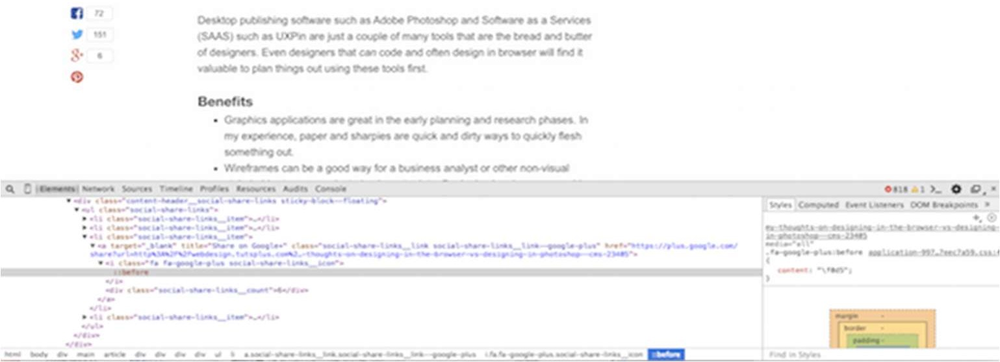 72
151
6
Desktop publishing software such as Adobe Photoshop and Software as a Services
(SAAS) such as UXPin are just a couple of many tools that are the bread and butter
of designers. Even designers that can code and often design in browser will find it
valuable to plan things out using these tools first.
Benefits
• Graphics applications are great in the early planning and research phases. In
my experience, paper and sharpies are quick and dirty ways to quickly flesh
something out.
• Wireframes can be a good way for a business analyst or other non-visual
Elements Network Sources Timeline Profiles Resources Audits Console
818 1
▼<div class="content-header__social-share-links sticky-block--floating">
▼<ul class="social-share-links">
▶<li class="social-share-links__item">…</li>
▶<li class="social-share-links__item">…</li>
▼<li class="social-share-links__item">
▼<a target="_blank" title="Share on Google+" class="social-share-links__link social-share-links__link--google-plus" href="https://plus.google.com/
share?url=http%3A%2F%2Fwebdesign.tutsplus.com%2…-thoughts-on-designing-in-the-browser-vs-designing-in-photoshop--cms-23485">
▼<i class="fa fa-google-plus social-share-links__icon">
::before
</i>
<div class="social-share-links__count">6</div>
</a>
</li>
▶<li class="social-share-links__item">…</li>
</ul>
</div>
</div>
html body div main article div div div div ul li a.social-share-links__link.social-share-links__link--google-plus i.fa.fa-google-plus.social-share-links__icon ::before
Styles Computed Event Listeners DOM Breakpoints »
my-thoughts-on-designing-in-the-browser-vs-designing-
in-photoshop--cms-23485
media="all"
.fa-google-plus:before
{
content: "\f0d5";
}
margin -
border -
padding -
Find in Styles